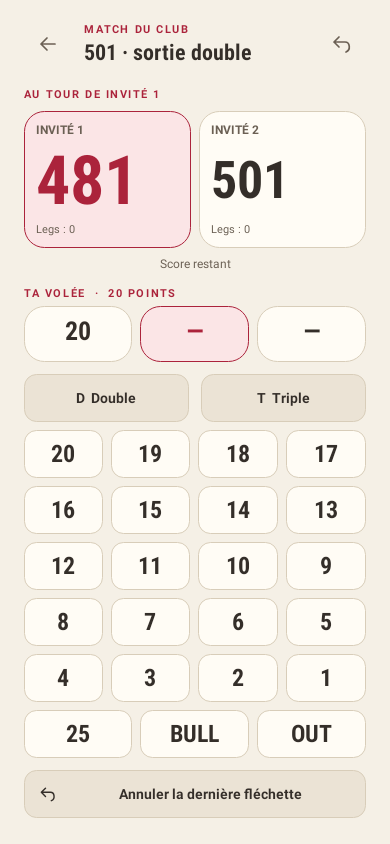 MATCH DU CLUB
501 · sortie double
AU TOUR DE INVITÉ 1
INVITÉ 1
INVITÉ 2
481
501
Legs : 0
Legs : 0
Score restant
TA VOLÉE · 20 POINTS
20 – –
D Double
T Triple
20 19 18 17
16 15 14 13
12 11 10 9
8 7 6 5
4 3 2 1
25 BULL OUT
Annuler la dernière fléchette